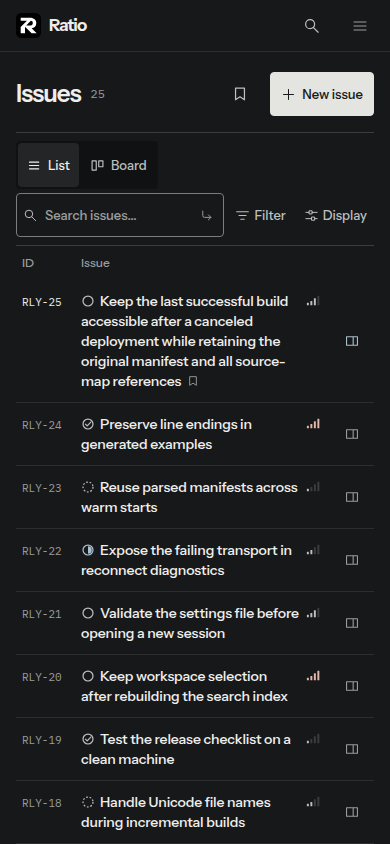 Ratio
Issues 25
New issue
List
Board
Search issues...
Filter
Display
ID
Issue
RLY-25
Keep the last successful build
accessible after a canceled
deployment while retaining the
original manifest and all source-
map references
RLY-24
Preserve line endings in
generated examples
RLY-23
Reuse parsed manifests across
warm starts
RLY-22
Expose the failing transport in
reconnect diagnostics
RLY-21
Validate the settings file before
opening a new session
RLY-20
Keep workspace selection
after rebuilding the search index
RLY-19
Test the release checklist on a
clean machine
RLY-18
Handle Unicode file names
during incremental builds